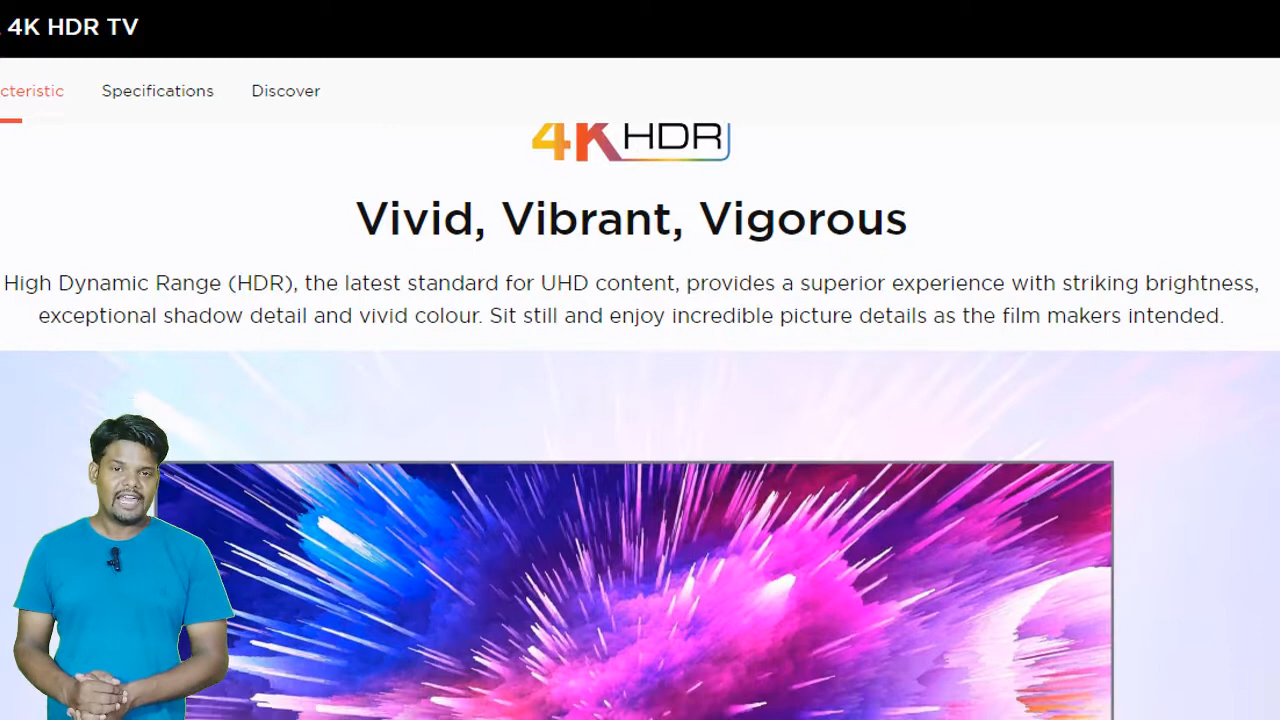 4K HDR TV
cteristic Specifications Discover
4K HDR
Vivid, Vibrant, Vigorous
High Dynamic Range (HDR), the latest standard for UHD content, provides a superior experience with striking brightness,
exceptional shadow detail and vivid colour. Sit still and enjoy incredible picture details as the film makers intended.